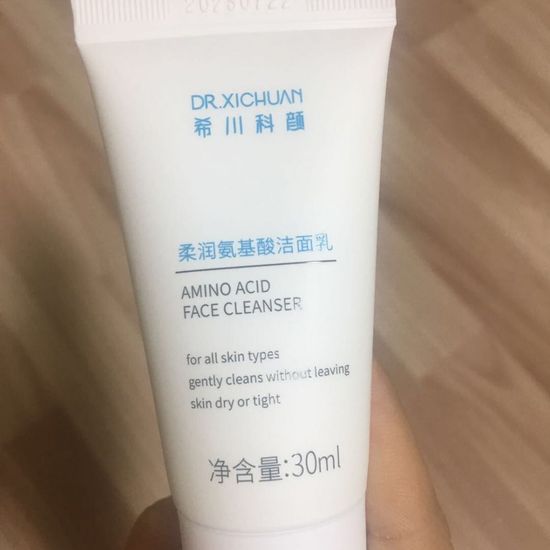 DR.XICHUAN
希川科颜
柔润氨基酸洁面乳
AMINO ACID
FACE CLEANSER
for all skin types
gently cleans without leaving
skin dry or tight
净含量:30ml